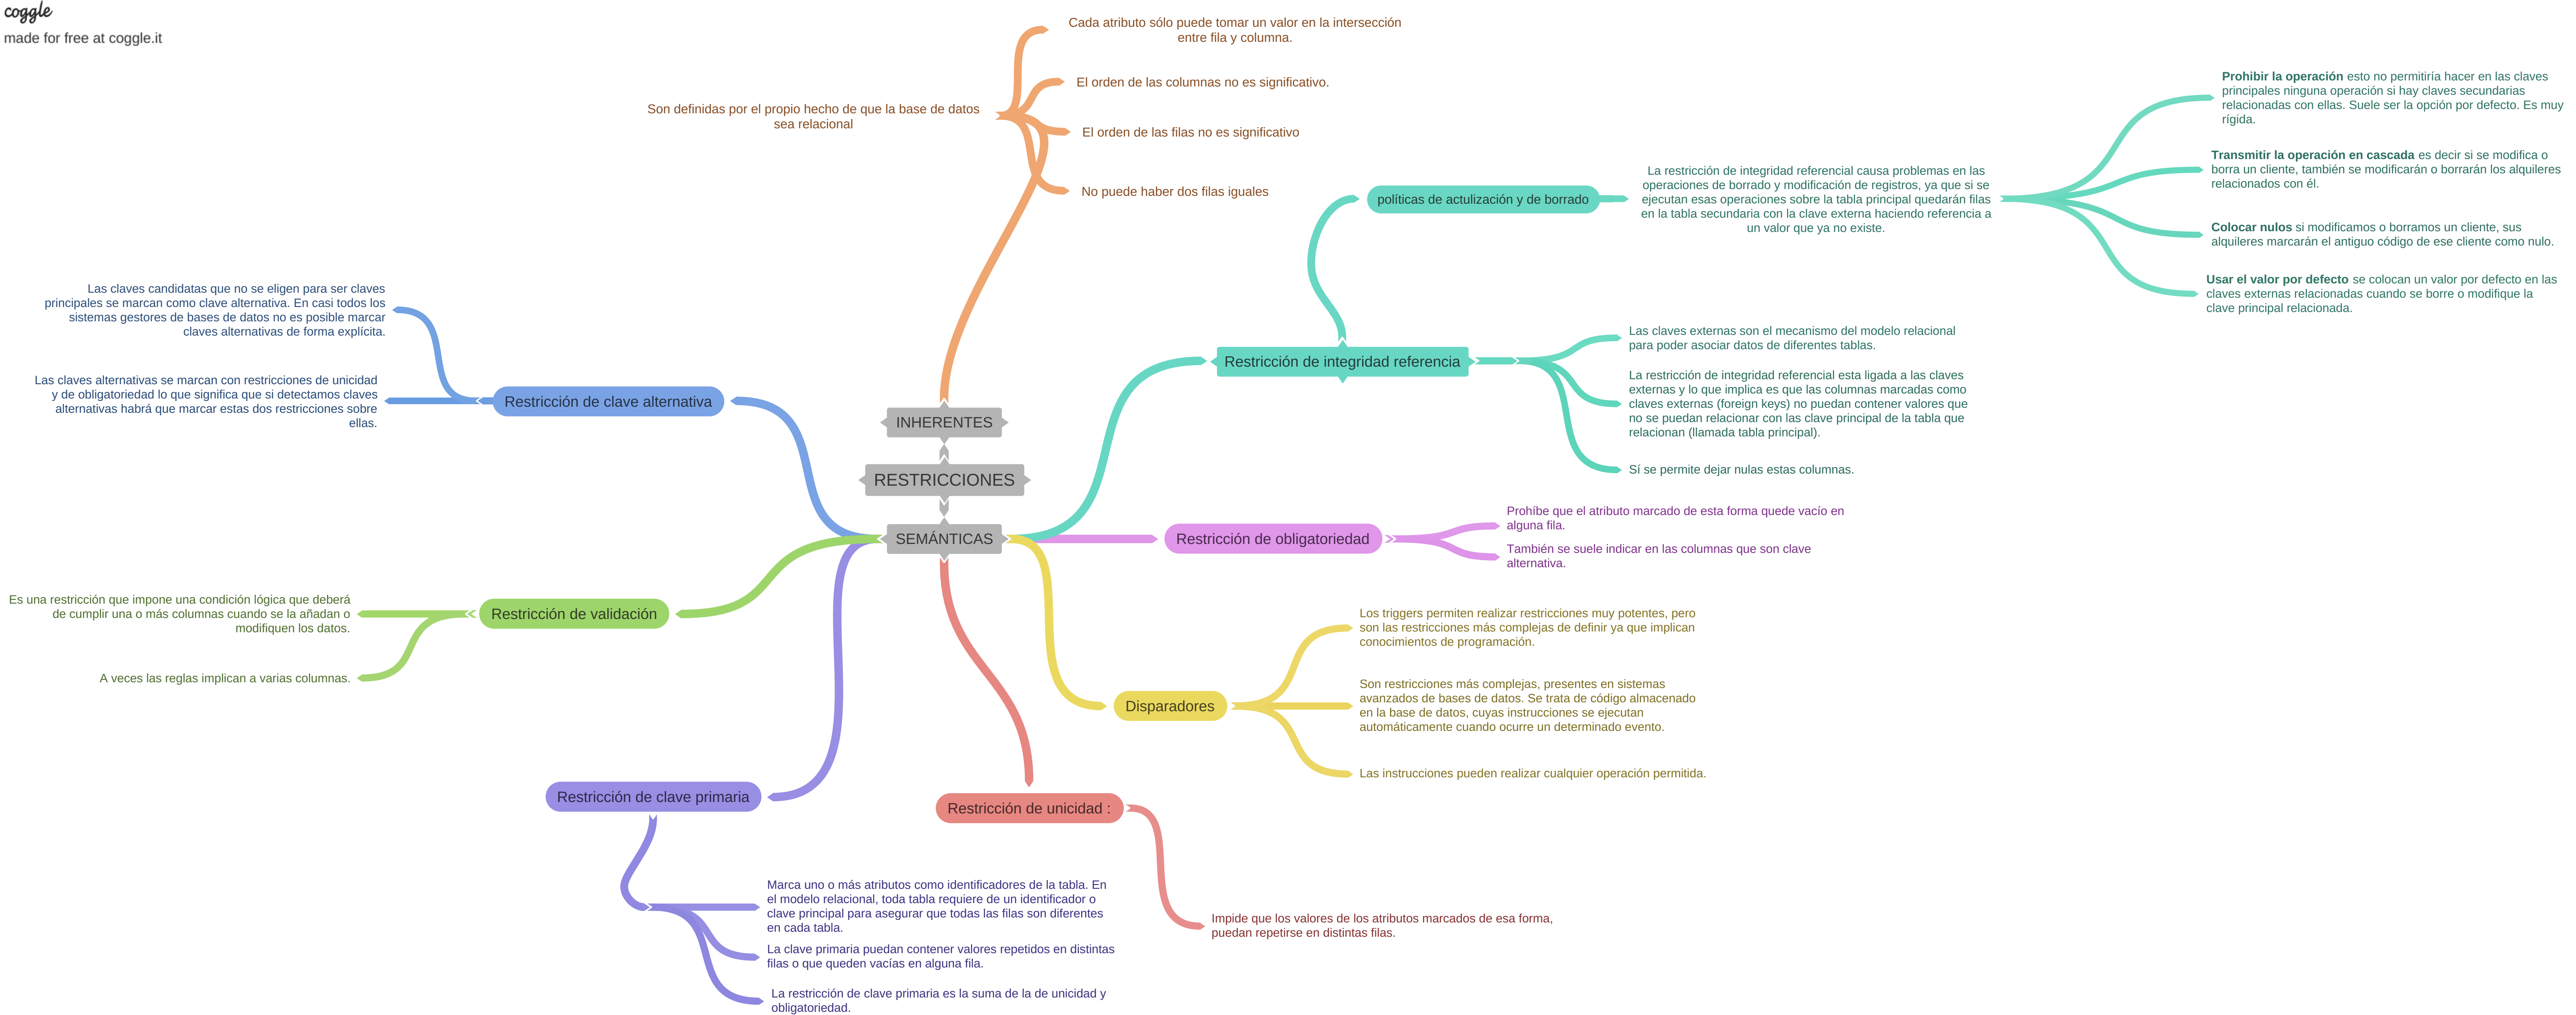 coggle
made for free at coggle.it
Cada atributo sólo puede tomar un valor en la intersección
entre fila y columna.
El orden de las columnas no es significativo.
Son definidas por el propio hecho de que la base de datos
sea relacional
El orden de las filas no es significativo
No puede haber dos filas iguales
políticas de actulización y de borrado
La restricción de integridad referencial causa problemas en las
operaciones de borrado y modificación de registros, ya que si se
ejecutan esas operaciones sobre la tabla principal quedarán filas
en la tabla secundaria con la clave externa haciendo referencia a
un valor que ya no existe.
Prohibir la operación esto no permitiría hacer en las claves
principales ninguna operación si hay claves secundarias
relacionadas con ellas. Suele ser la opción por defecto. Es muy
rígida.
Transmitir la operación en cascada es decir si se modifica o
borra un cliente, también se modificarán o borrarán los alquileres
relacionados con él.
Colocar nulos si modificamos o borramos un cliente, sus
alquileres marcarán el antiguo código de ese cliente como nulo.
Usar el valor por defecto se colocan un valor por defecto en las
claves externas relacionadas cuando se borre o modifique la
clave principal relacionada.
Las claves candidatas que no se eligen para ser claves
principales se marcan como clave alternativa. En casi todos los
sistemas gestores de bases de datos no es posible marcar
claves alternativas de forma explícita.
Las claves alternativas se marcan con restricciones de unicidad
y de obligatoriedad lo que significa que si detectamos claves
alternativas habrá que marcar estas dos restricciones sobre
ellas.
Restricción de clave alternativa
INHERENTES
RESTRICCIONES
SEMÁNTICAS
Restricción de integridad referencia
Las claves externas son el mecanismo del modelo relacional
para poder asociar datos de diferentes tablas.
La restricción de integridad referencial esta ligada a las claves
externas y lo que implica es que las columnas marcadas como
claves externas (foreign keys) no puedan contener valores que
no se puedan relacionar con las clave principal de la tabla que
relacionan (llamada tabla principal).
Sí se permite dejar nulas estas columnas.
Restricción de obligatoriedad
Prohíbe que el atributo marcado de esta forma quede vacío en
alguna fila.
También se suele indicar en las columnas que son clave
alternativa.
Es una restricción que impone una condición lógica que deberá
de cumplir una o más columnas cuando se la añadan o
modifiquen los datos.
Restricción de validación
A veces las reglas implican a varias columnas.
Los triggers permiten realizar restricciones muy potentes, pero
son las restricciones más complejas de definir ya que implican
conocimientos de programación.
Disparadores
Son restricciones más complejas, presentes en sistemas
avanzados de bases de datos. Se trata de código almacenado
en la base de datos, cuyas instrucciones se ejecutan
automáticamente cuando ocurre un determinado evento.
Las instrucciones pueden realizar cualquier operación permitida.
Restricción de clave primaria
Restricción de unicidad :
Marca uno o más atributos como identificadores de la tabla. En
el modelo relacional, toda tabla requiere de un identificador o
clave principal para asegurar que todas las filas son diferentes
en cada tabla.
La clave primaria puedan contener valores repetidos en distintas
filas o que queden vacías en alguna fila.
La restricción de clave primaria es la suma de la de unicidad y
obligatoriedad.
Impide que los valores de los atributos marcados de esa forma,
puedan repetirse en distintas filas.